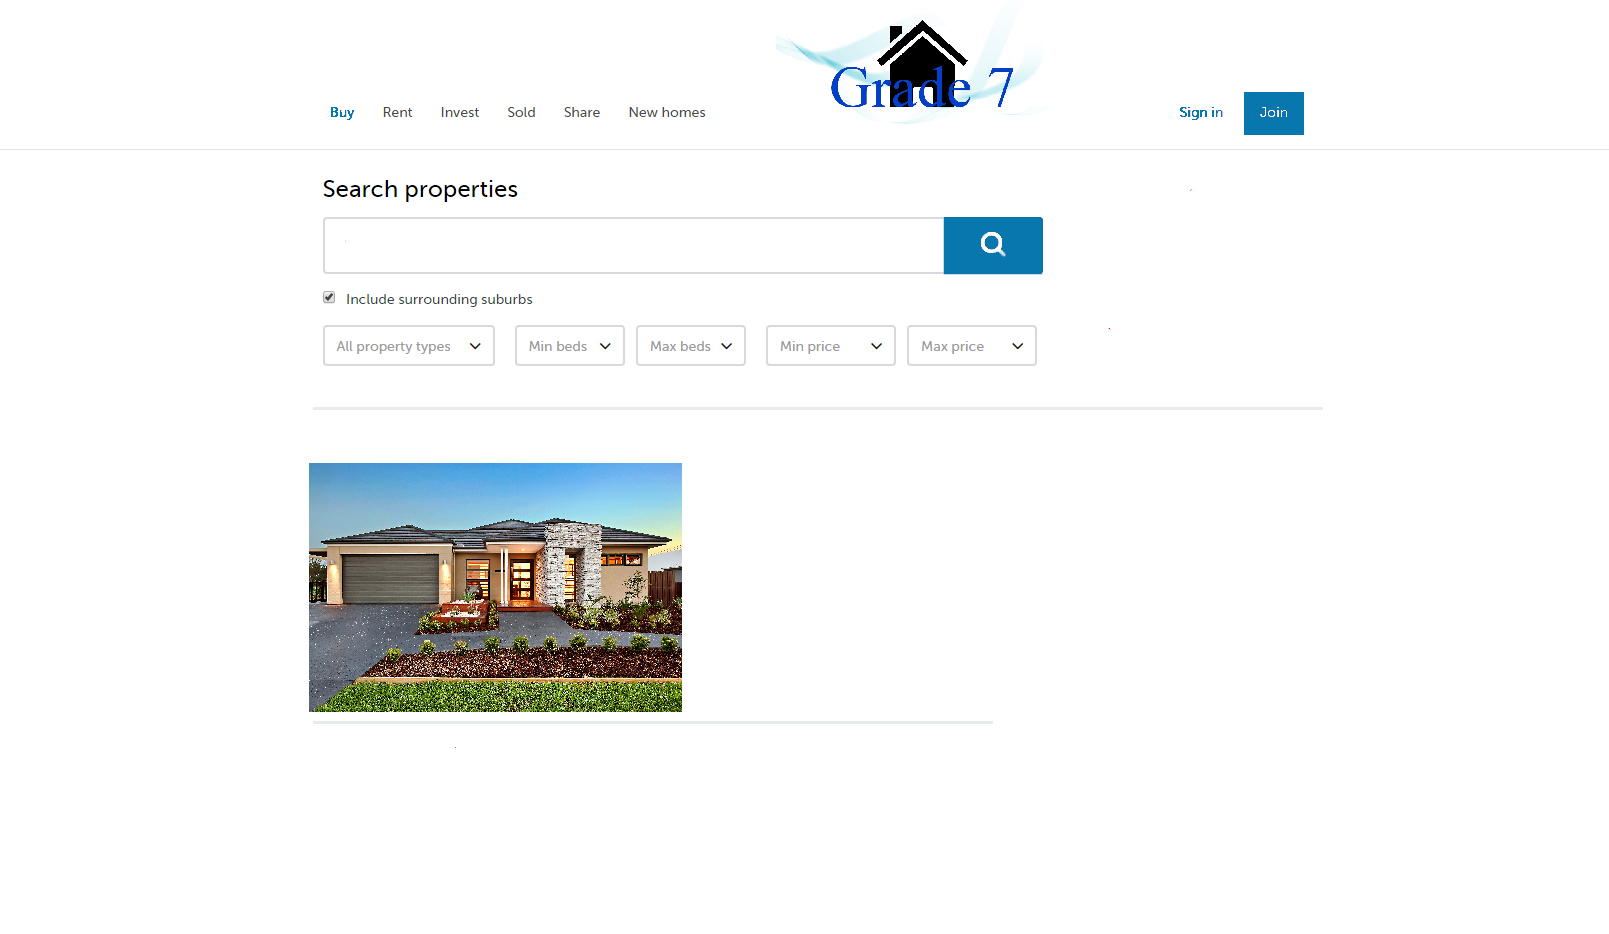 Grade 7
Buy Rent Invest Sold Share New homes
Sign in Join
Search properties
Include surrounding suburbs
All property types Min beds Max beds Min price Max price